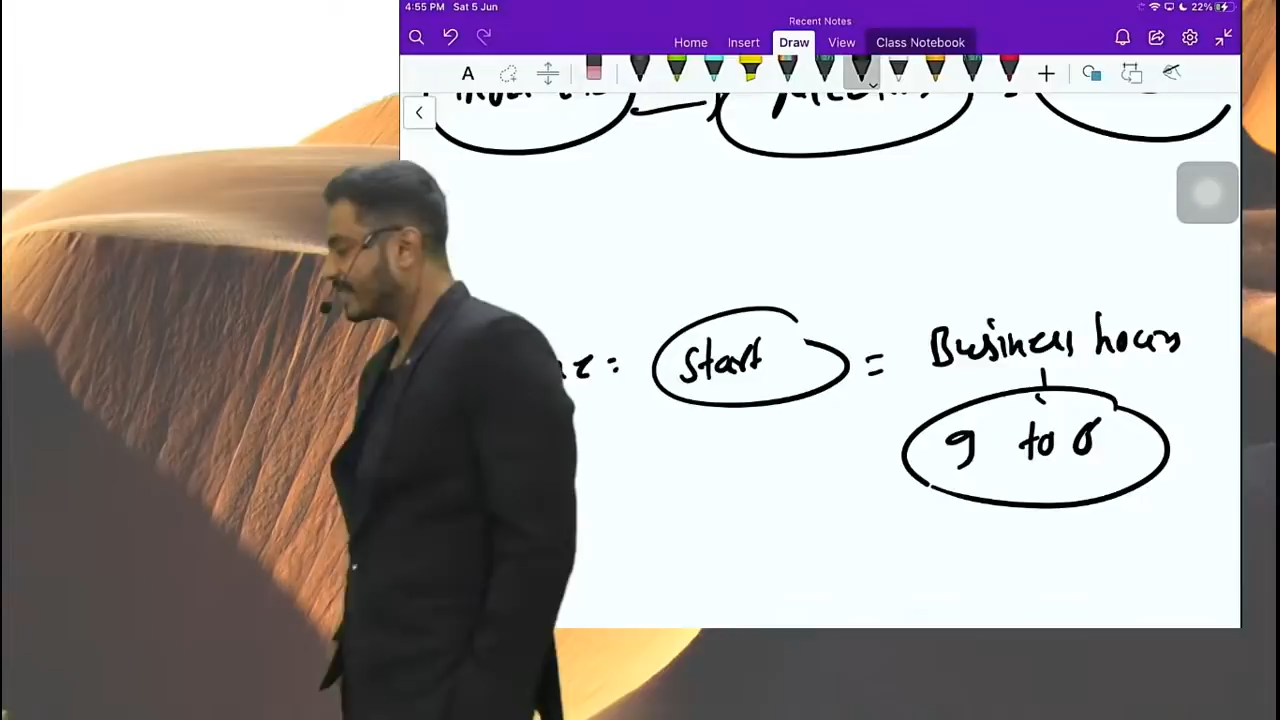 4:55 PM Sat 5 Jun
22%
Recent Notes
Home Insert Draw View Class Notebook
A
Start = Business hours
9 to 6